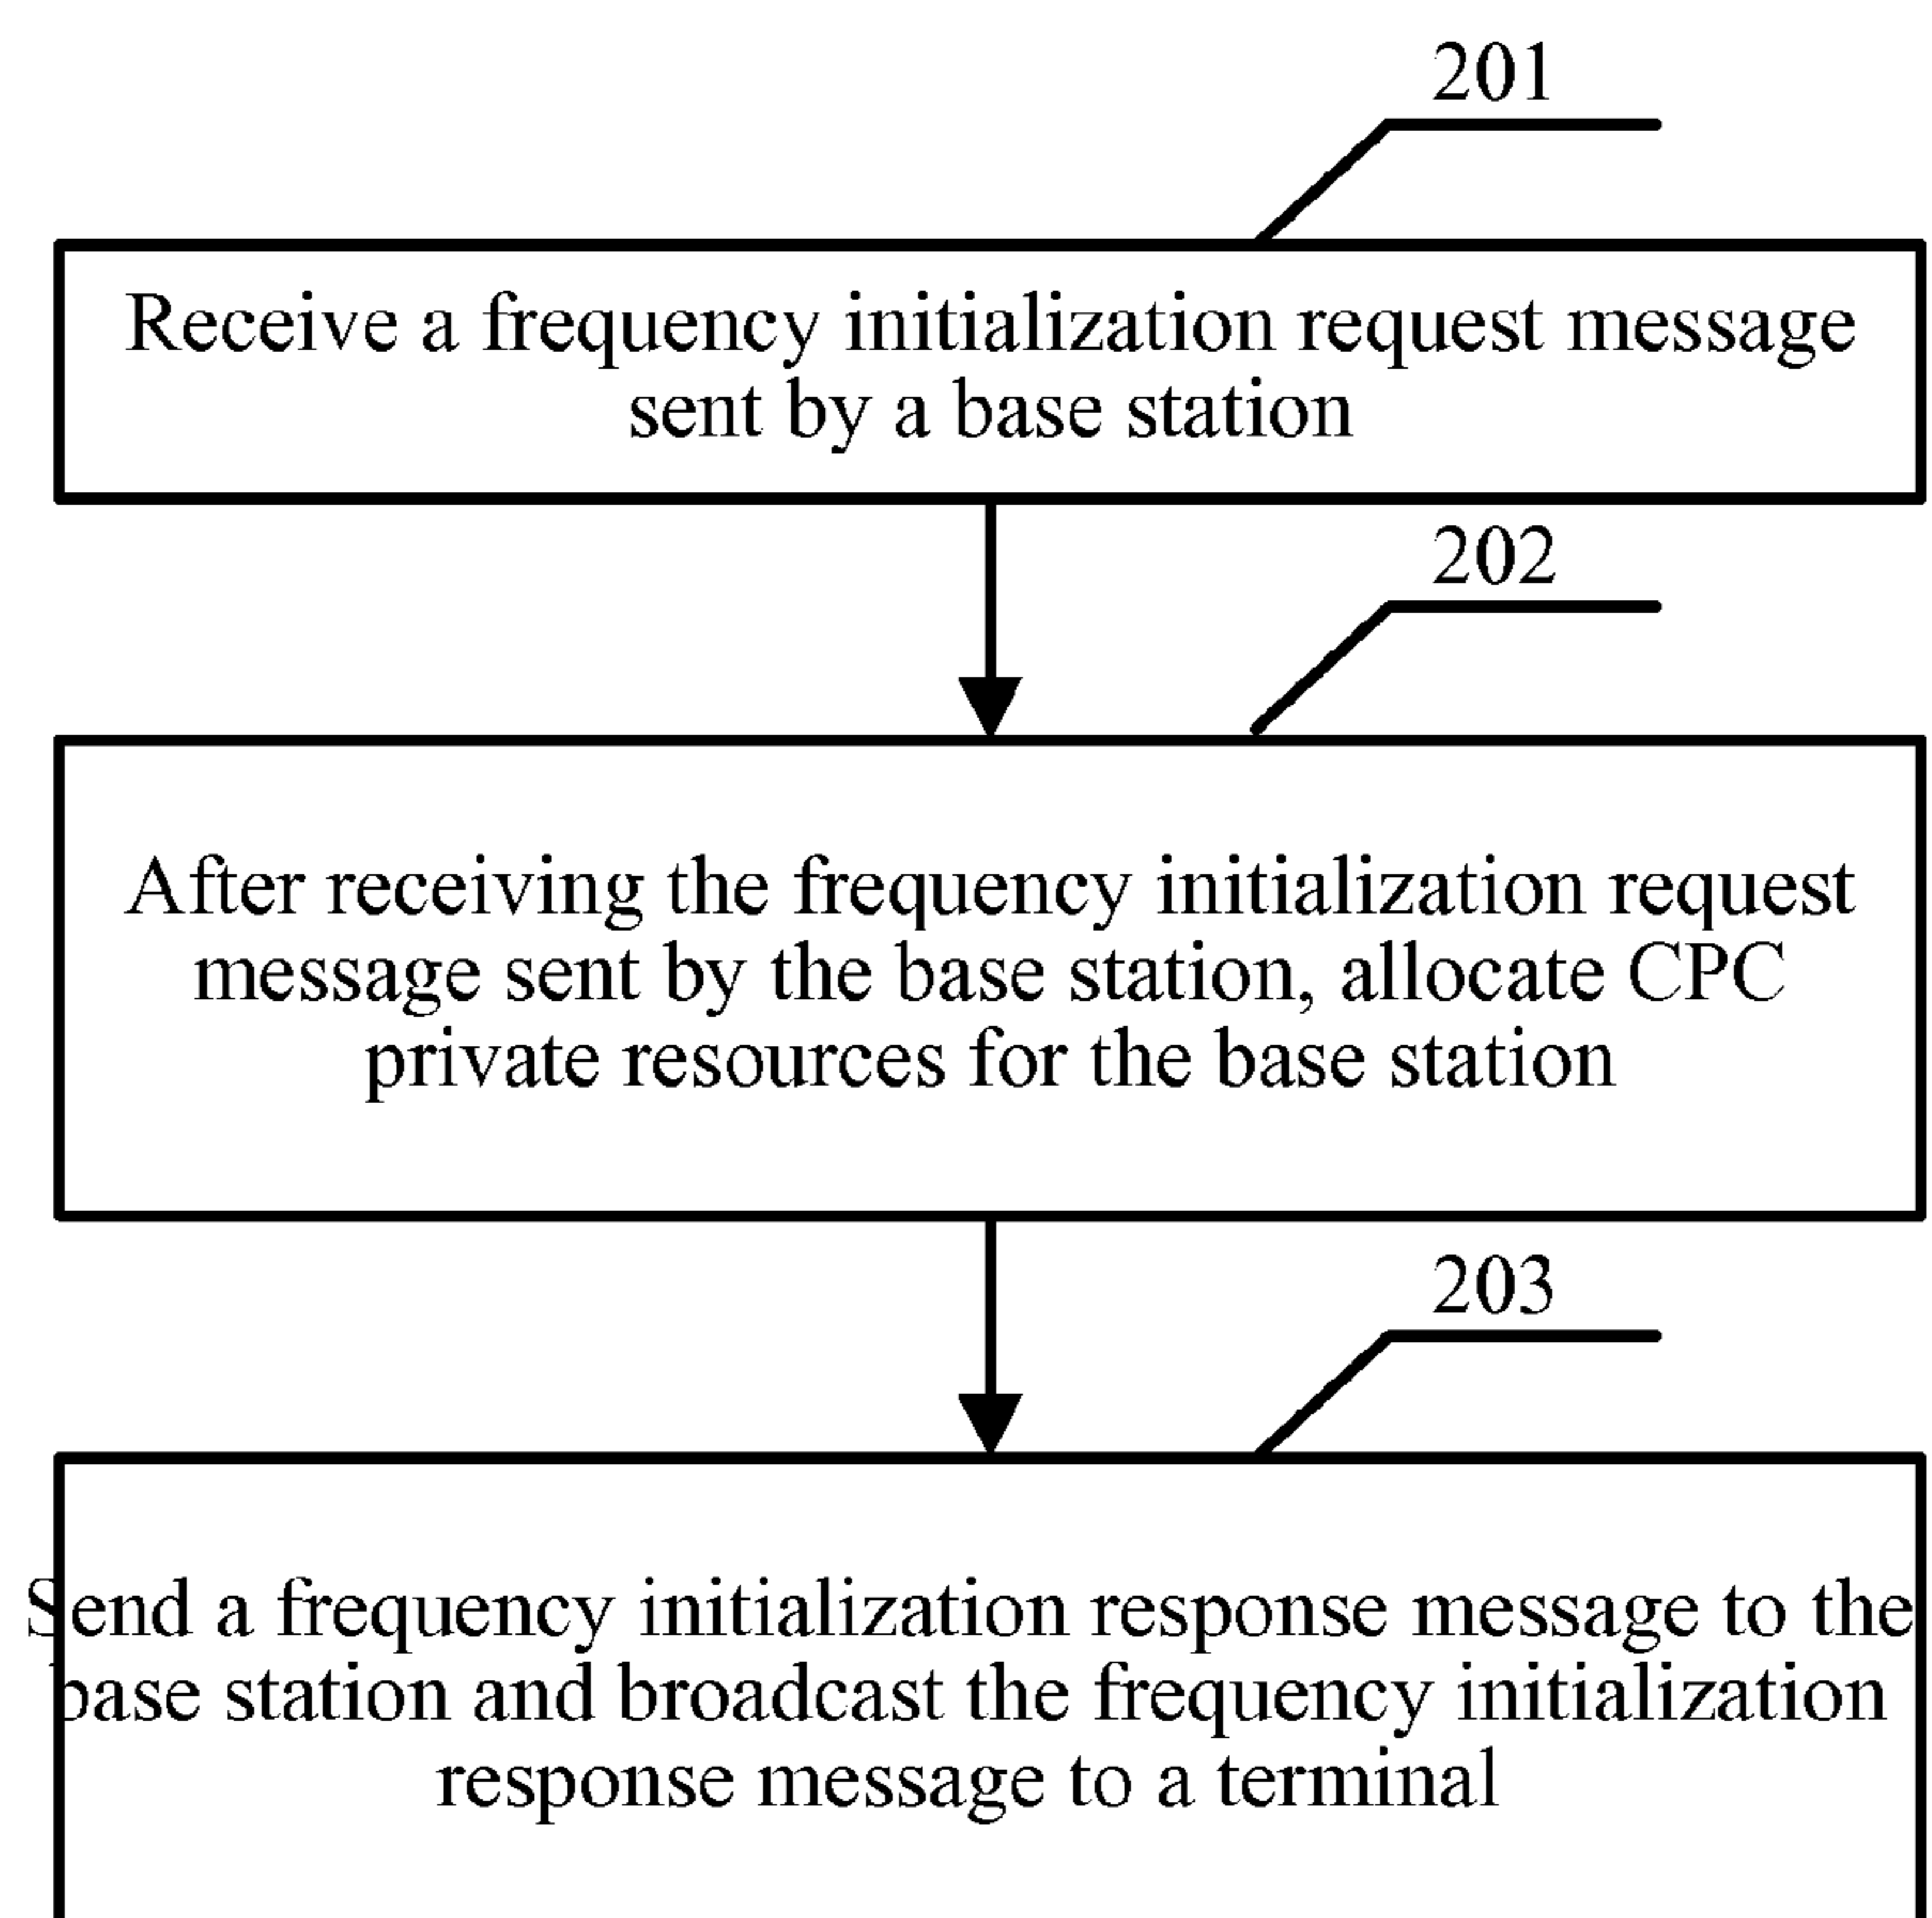 201
Receive a frequency initialization request message
sent by a base station
202
After receiving the frequency initialization request
message sent by the base station, allocate CPC
private resources for the base station
203
Send a frequency initialization response message to the
base station and broadcast the frequency initialization
response message to a terminal